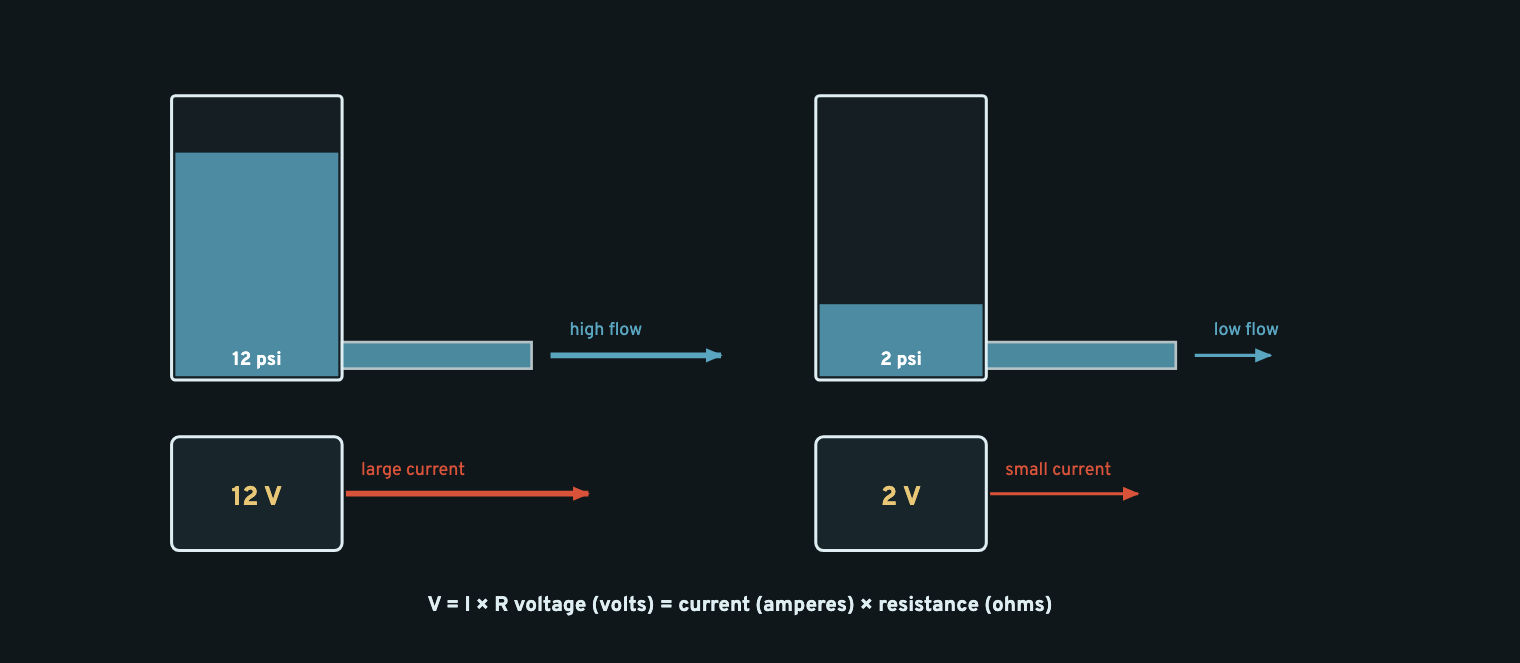 high flow
low flow
12 psi
2 psi
large current
small current
12 V
2 V
V = I × R voltage (volts) = current (amperes) × resistance (ohms)